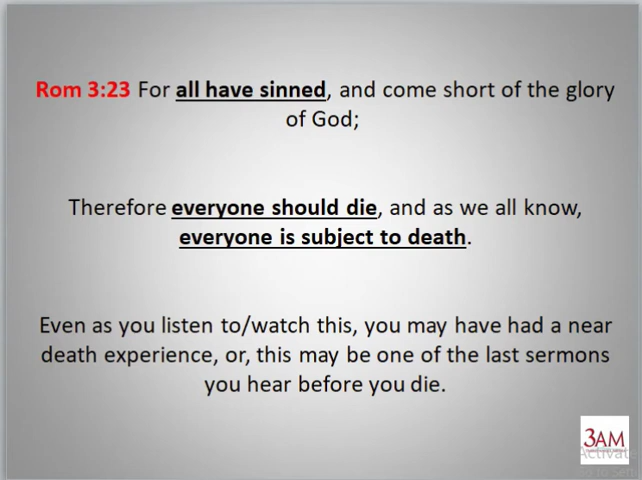 Rom 3:23 For all have sinned, and come short of the glory
of God;
Therefore everyone should die, and as we all know,
everyone is subject to death.
Even as you listen to/watch this, you may have had a near
death experience, or, this may be one of the last sermons
you hear before you die.
3AM
Activate